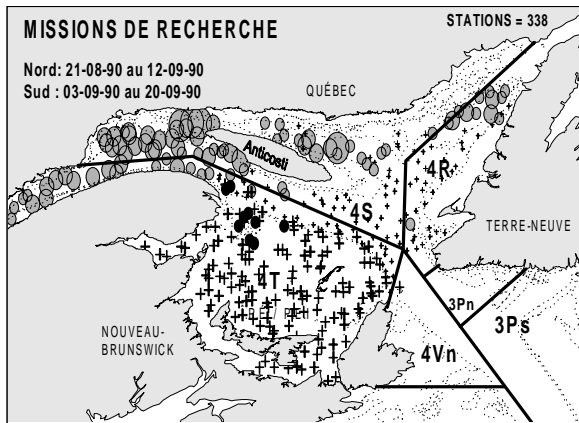 MISSIONS DE RECHERCHE
STATIONS = 338
Nord: 21-08-90 au 12-09-90
Sud : 03-09-90 au 20-09-90
QUÉBEC
Anticosti
4R
4S
TERRE-NEUVE
4T
3Pn
3Ps
NOUVEAU-
BRUNSWICK
4Vn